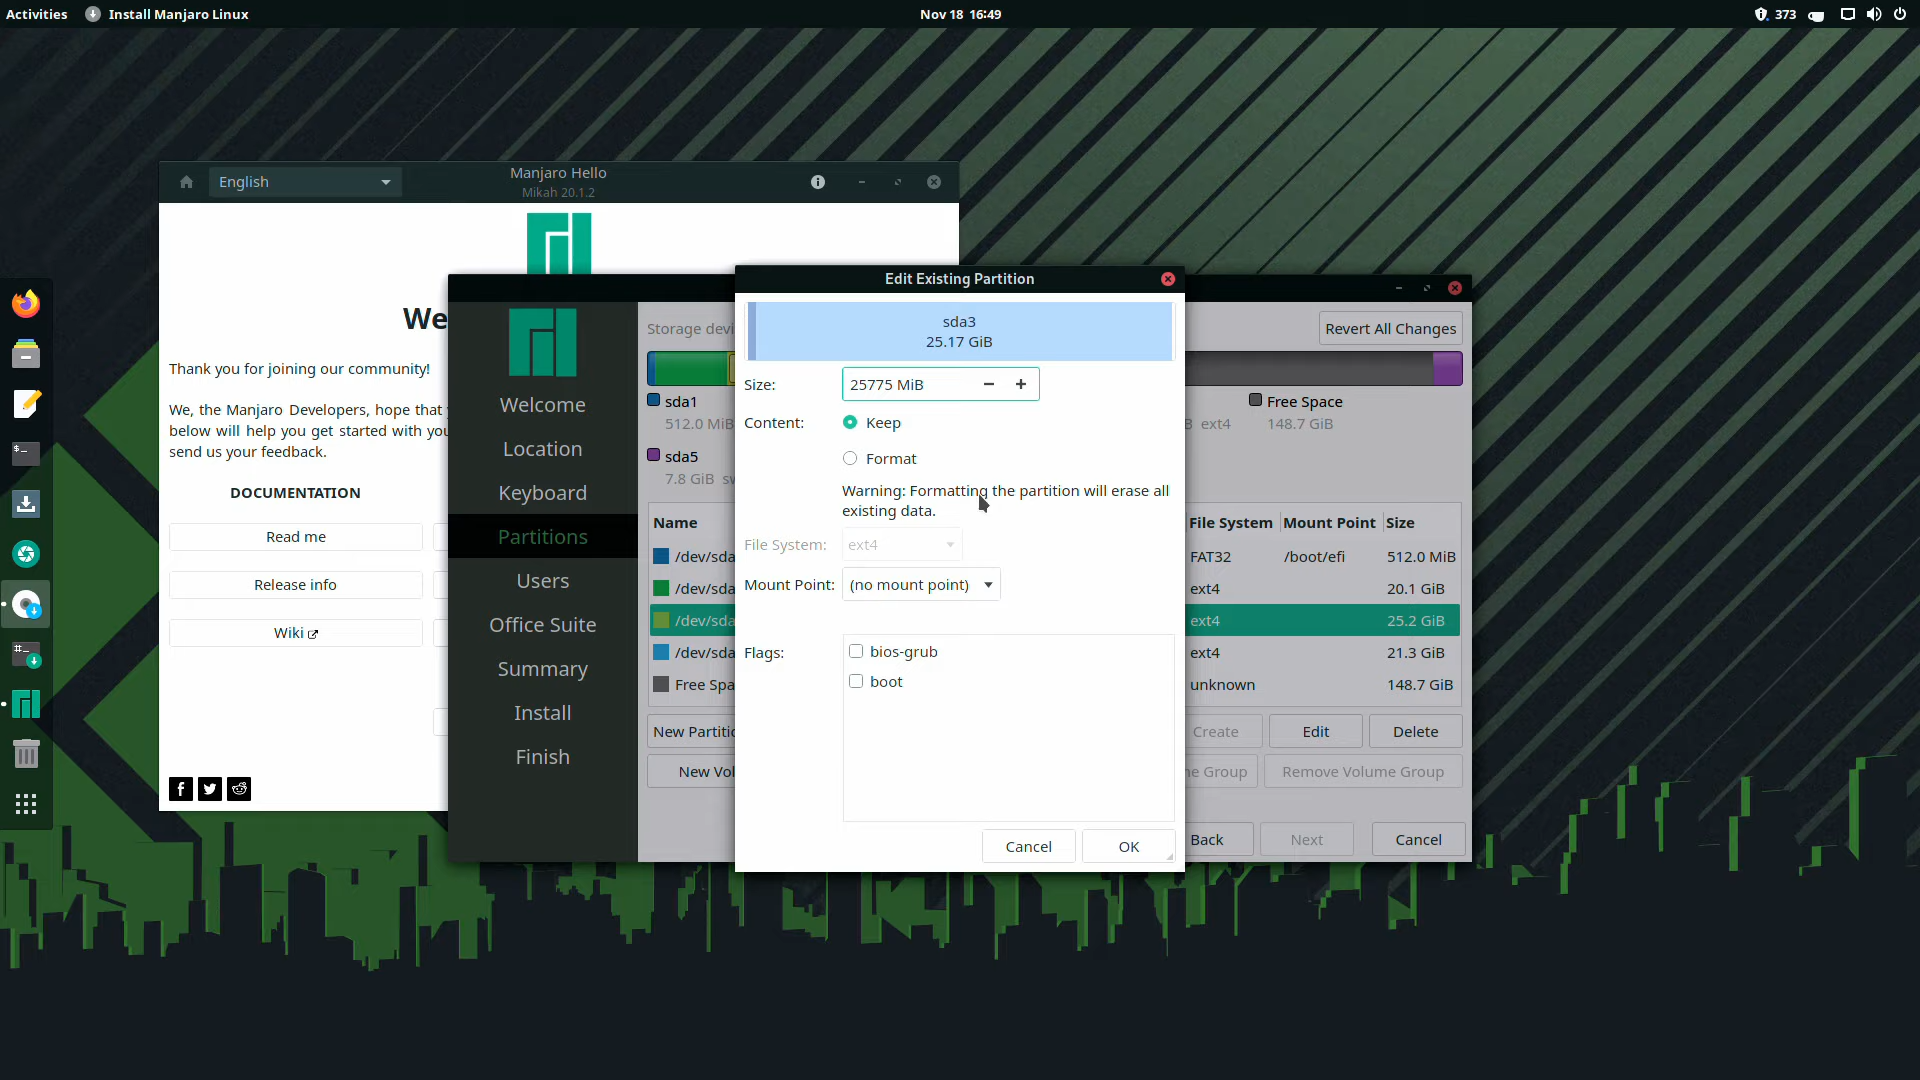 Activities
Install Manjaro Linux
Nov 18 16:49
373
English
Manjaro Hello
Mikah 20.1.2
We
Thank you for joining our community!
We, the Manjaro Developers, hope that
below will help you get started with
send us your feedback.
DOCUMENTATION
Read me
Release info
Wiki
Welcome
Location
Keyboard
Partitions
Users
Office Suite
Summary
Install
Finish
Revert All Changes
sda1
512.0 MiB
ext4
Free Space
148.7 GiB
sda5
7.8 GiB
Name
File System
Mount Point
Size
/dev/sda
FAT32
/boot/efi
512.0 MiB
/dev/sda
ext4
20.1 GiB
/dev/sda
ext4
25.2 GiB
/dev/sda
ext4
21.3 GiB
Free
unknown
148.7 GiB
New
Create
Edit
Delete
New
Group
Remove Volume Group
Back
Next
Cancel
Edit Existing Partition
sda3
25.17 GiB
Size:
25775 MiB
Content:
Keep
Format
Warning: Formatting the partition will erase all
existing data.
File System:
ext4
Mount Point:
(no mount point)
Flags:
bios-grub
boot
Cancel
OK